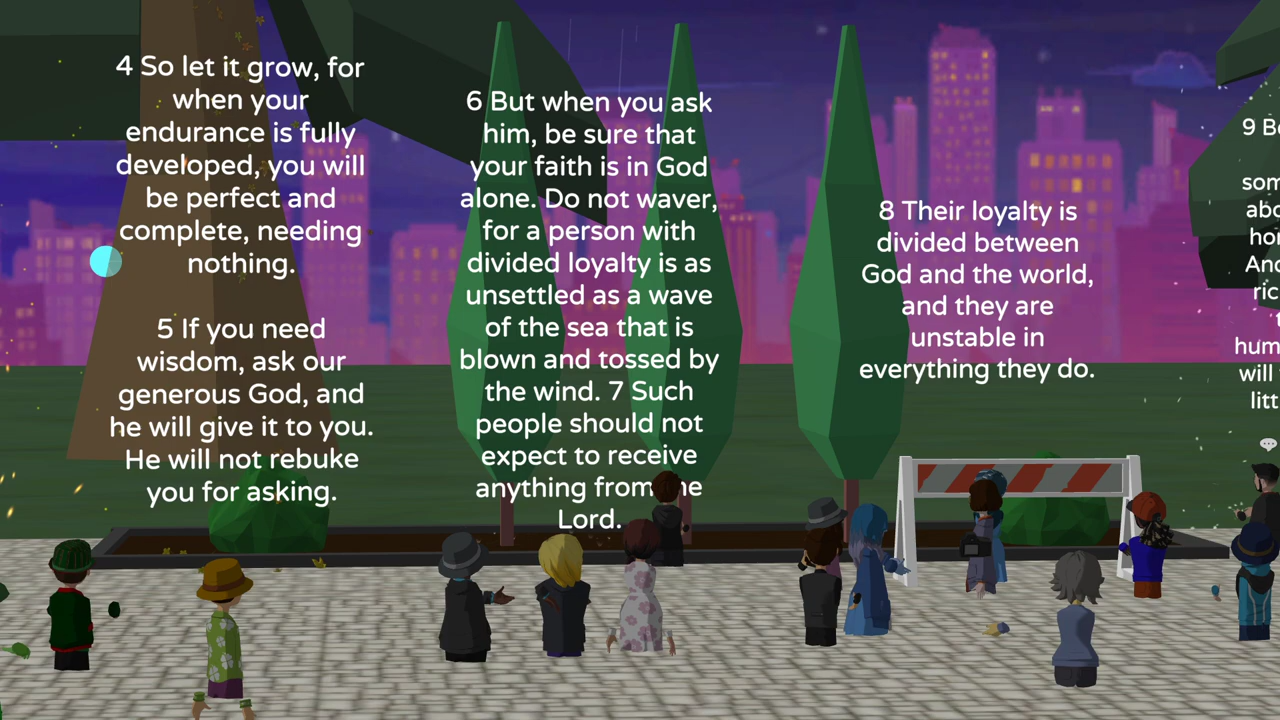 4 So let it grow, for
when your
endurance is fully
developed, you will
be perfect and
complete, needing
nothing.
5 If you need
wisdom, ask our
generous God, and
he will give it to you.
He will not rebuke
you for asking.
6 But when you ask
him, be sure that
your faith is in God
alone. Do not waver,
for a person with
divided loyalty is as
unsettled as a wave
of the sea that is
blown and tossed by
the wind. 7 Such
people should not
expect to receive
anything from
Lord.
8 Their loyalty is
divided between
God and the world,
and they are
unstable in
everything they do.
9